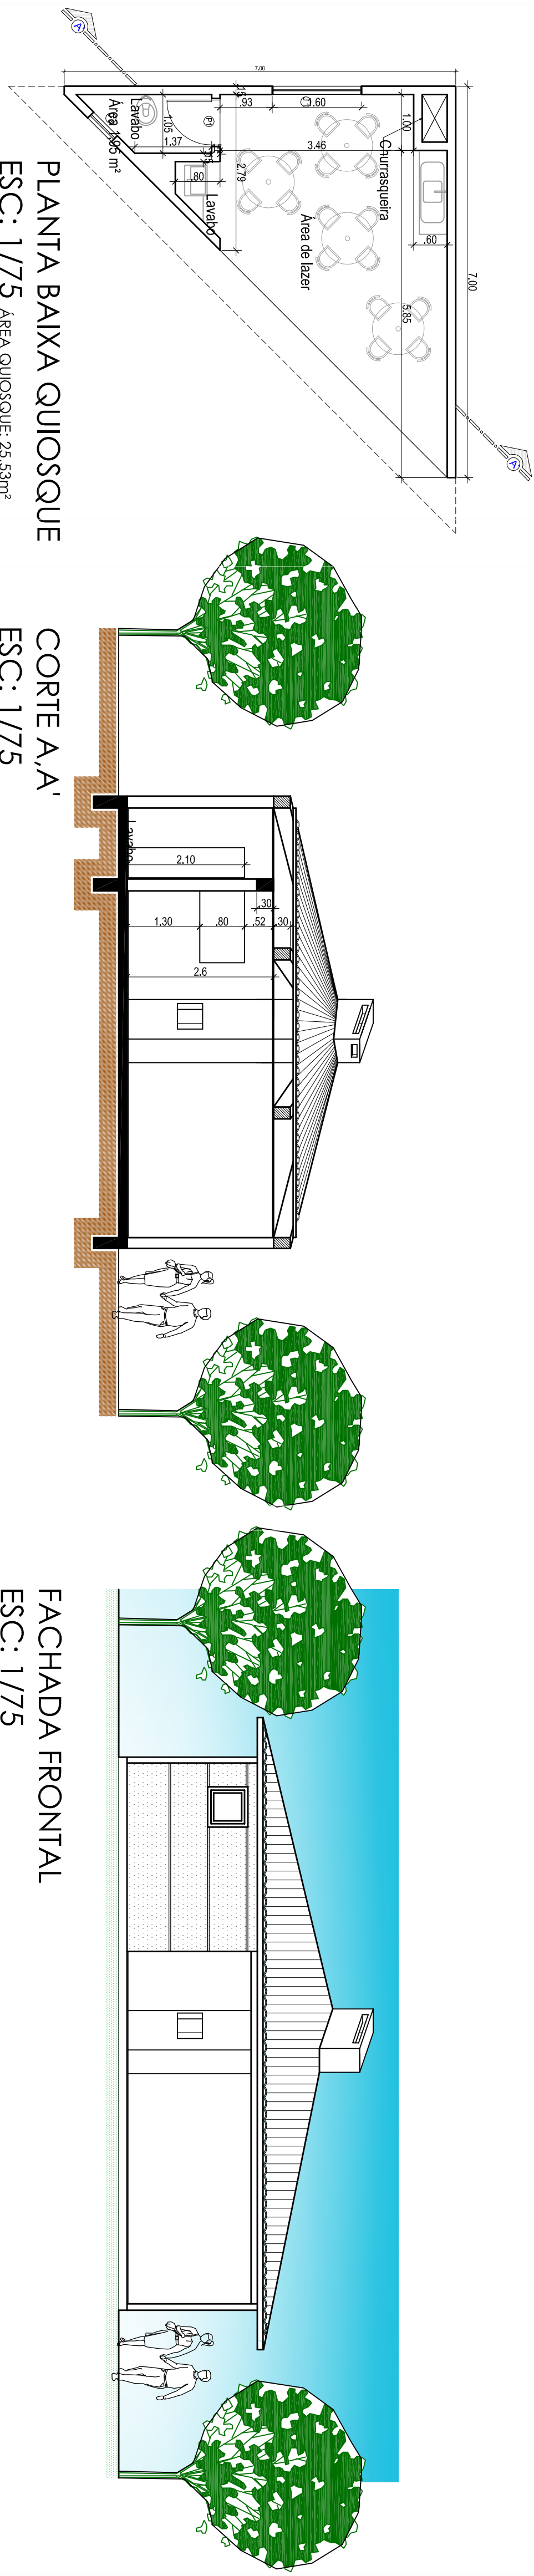 A'
7.00
7.00
1.00
.60
Churrasqueira
5.85
3.46
1.60
J1
.93
Área de lazer
2.79
.15
Lavabo
.80
P1
1.37
1.05
Lavabo
Área 1.95 m²
A
PLANTA BAIXA QUIOSQUE
ESC: 1/75 ÁREA QUIOSQUE: 25,53m²
2.10
Lavabo
.30
.30
.52
.80
1.30
2.6
CORTE A,A'
ESC: 1/75
FACHADA FRONTAL
ESC: 1/75